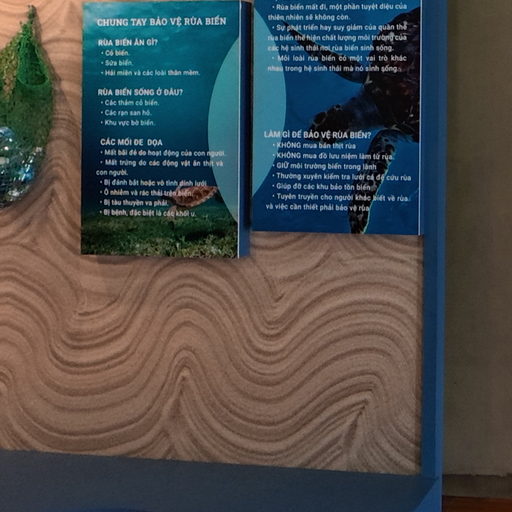 CHUNG TAY BẢO VỆ RÙA BIỂN
RÙA BIỂN ĂN GÌ?
• Cỏ biển.
• Sứa biển.
• Hải miên và các loài thân mềm.
RÙA BIỂN SỐNG Ở ĐÂU?
• Các thảm cỏ biển.
• Các rạn san hô.
• Khu vực bờ biển.
CÁC MỐI ĐE DỌA
• Mất bãi đẻ do hoạt động của con người.
• Mất trứng do các động vật ăn thịt và
con người.
• Bị đánh bắt hoặc vô tình dính lưới
• Ô nhiễm và rác thải trên biển.
• Bị tàu thuyền va phải.
• Bị bệnh, đặc biệt là các khối u.
• Rùa biển mất đi, một phần tuyệt diệu của
thiên nhiên sẽ không còn.
• Sự phát triển hay suy giảm của quần thể
rùa biển thể hiện chất lượng môi trường của
các hệ sinh thái nơi rùa biển sinh sống.
• Mỗi loài rùa biển có một vai trò khác
nhau trong hệ sinh thái mà nó sinh sống.
LÀM GÌ ĐỂ BẢO VỆ RÙA BIỂN?
• KHÔNG mua bán thịt rùa
• KHÔNG mua đồ lưu niệm làm từ rùa.
• GIỮ môi trường biển trong lành
• Thường xuyên kiểm tra lưới cá để cứu rùa
• Giúp đỡ các khu bảo tồn biển
• Tuyên truyền cho người khác biết về rùa
và việc cần thiết phải bảo vệ rùa